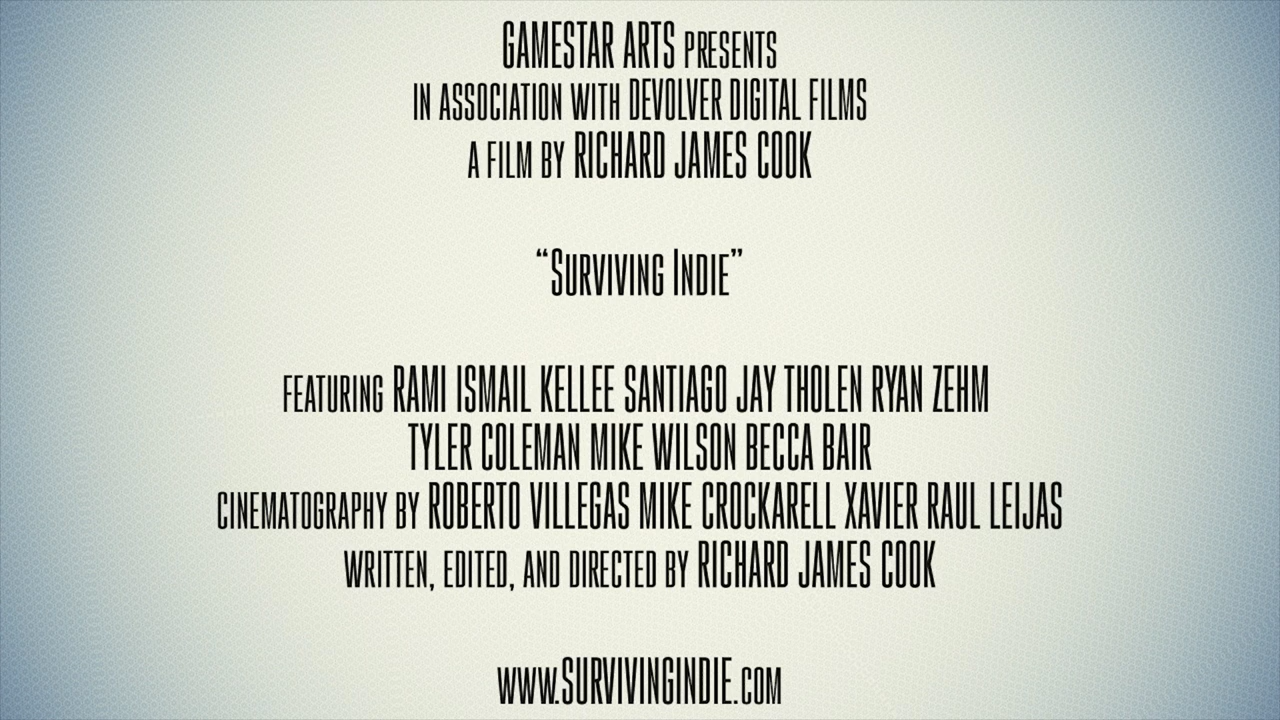 GAMESTAR ARTS PRESENTS
IN ASSOCIATION WITH DEVOLVER DIGITAL FILMS
A FILM BY RICHARD JAMES COOK
“SURVIVING INDIE”
FEATURING RAMI ISMAIL KELLEE SANTIAGO JAY THOLEN RYAN ZEHM
TYLER COLEMAN MIKE WILSON BECCA BAIR
CINEMATOGRAPHY BY ROBERTO VILLEGAS MIKE CROCKARELL XAVIER RAUL LEIJAS
WRITTEN, EDITED, AND DIRECTED BY RICHARD JAMES COOK
WWW.SURVIVINGINDIE.COM